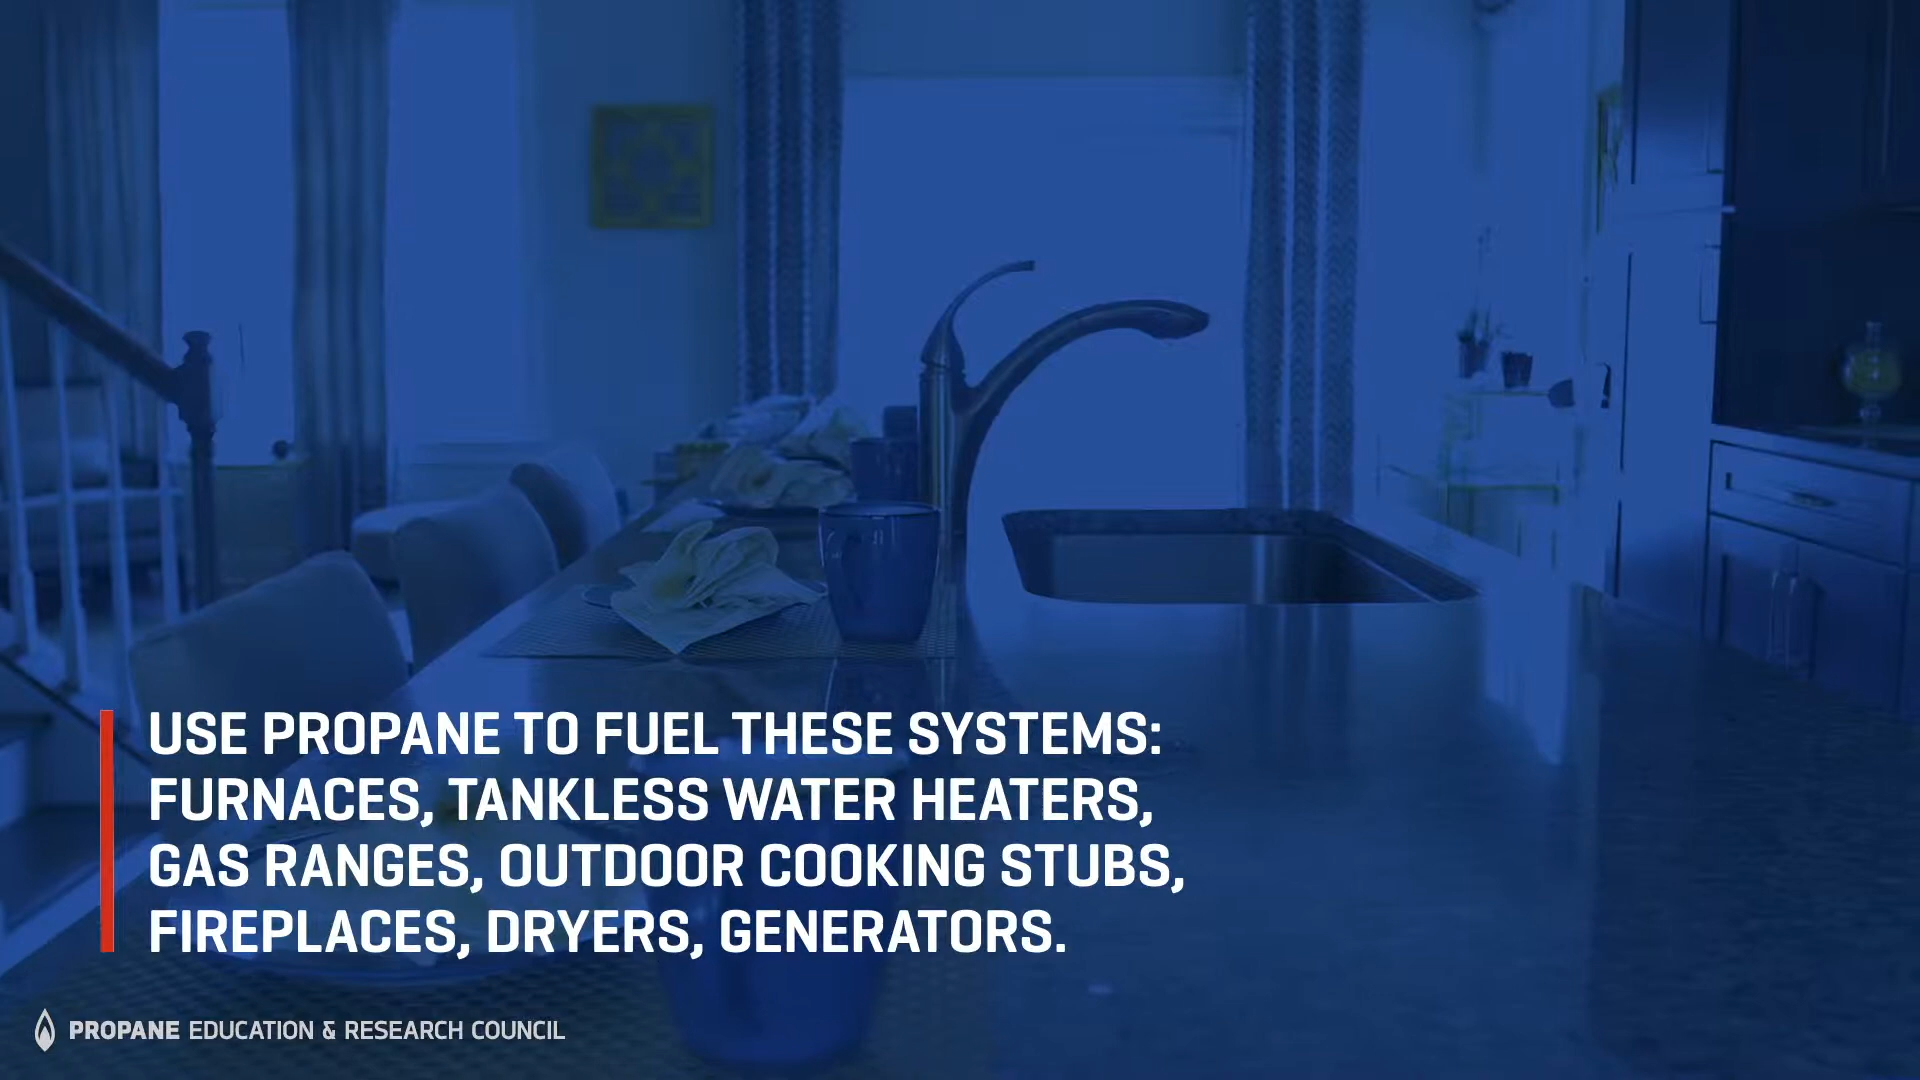 USE PROPANE TO FUEL THESE SYSTEMS:
FURNACES, TANKLESS WATER HEATERS,
GAS RANGES, OUTDOOR COOKING STUBS,
FIREPLACES, DRYERS, GENERATORS.
PROPANE EDUCATION & RESEARCH COUNCIL